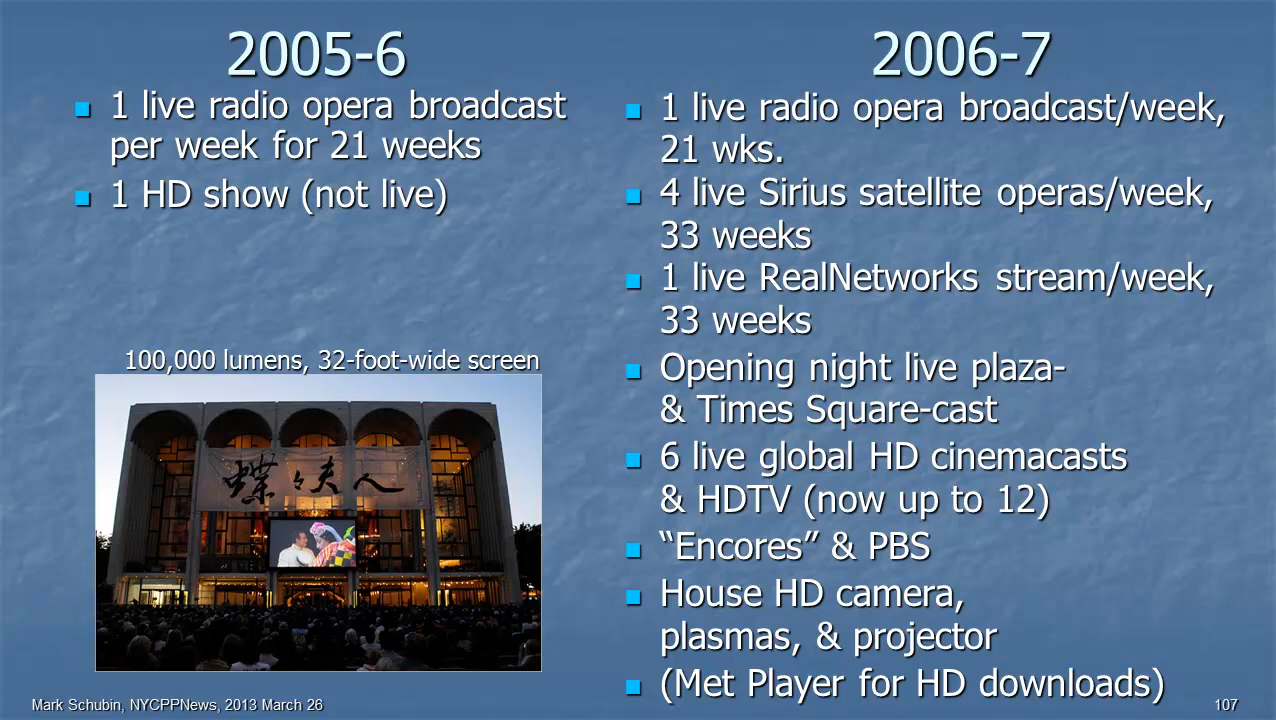 2005-6
1 live radio opera broadcast
per week for 21 weeks
1 HD show (not live)
100,000 lumens, 32-foot-wide screen
蝶々夫人
2006-7
1 live radio opera broadcast/week,
21 wks.
4 live Sirius satellite operas/week,
33 weeks
1 live RealNetworks stream/week,
33 weeks
Opening night live plaza-
& Times Square-cast
6 live global HD cinemacasts
& HDTV (now up to 12)
“Encores” & PBS
House HD camera,
plasmas, & projector
(Met Player for HD downloads)
Mark Schubin, NYCPPNews, 2013 March 26
107